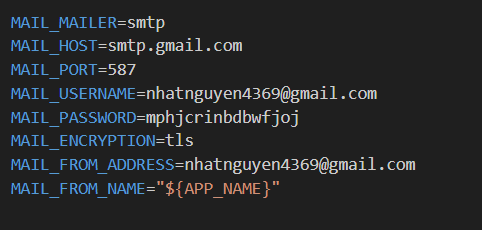 MAIL_MAILER=smtp
MAIL_HOST=smtp.gmail.com
MAIL_PORT=587
MAIL_USERNAME=nhatnguyen4369@gmail.com
MAIL_PASSWORD=mphjcrinbdbwfjoj
MAIL_ENCRYPTION=tls
MAIL_FROM_ADDRESS=nhatnguyen4369@gmail.com
MAIL_FROM_NAME="${APP_NAME}"